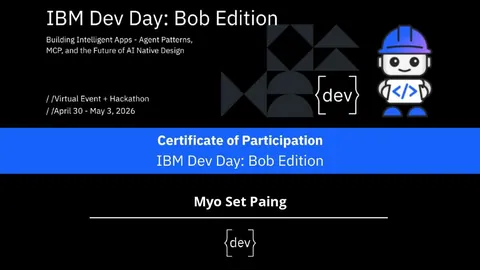 IBM Dev Day: Bob Edition
Building Intelligent Apps - Agent Patterns,
MCP, and the Future of AI Native Design
//Virtual Event + Hackathon
//April 30 - May 3, 2026
{dev}
</>
Certificate of Participation
IBM Dev Day: Bob Edition
Myo Set Paing
{dev}